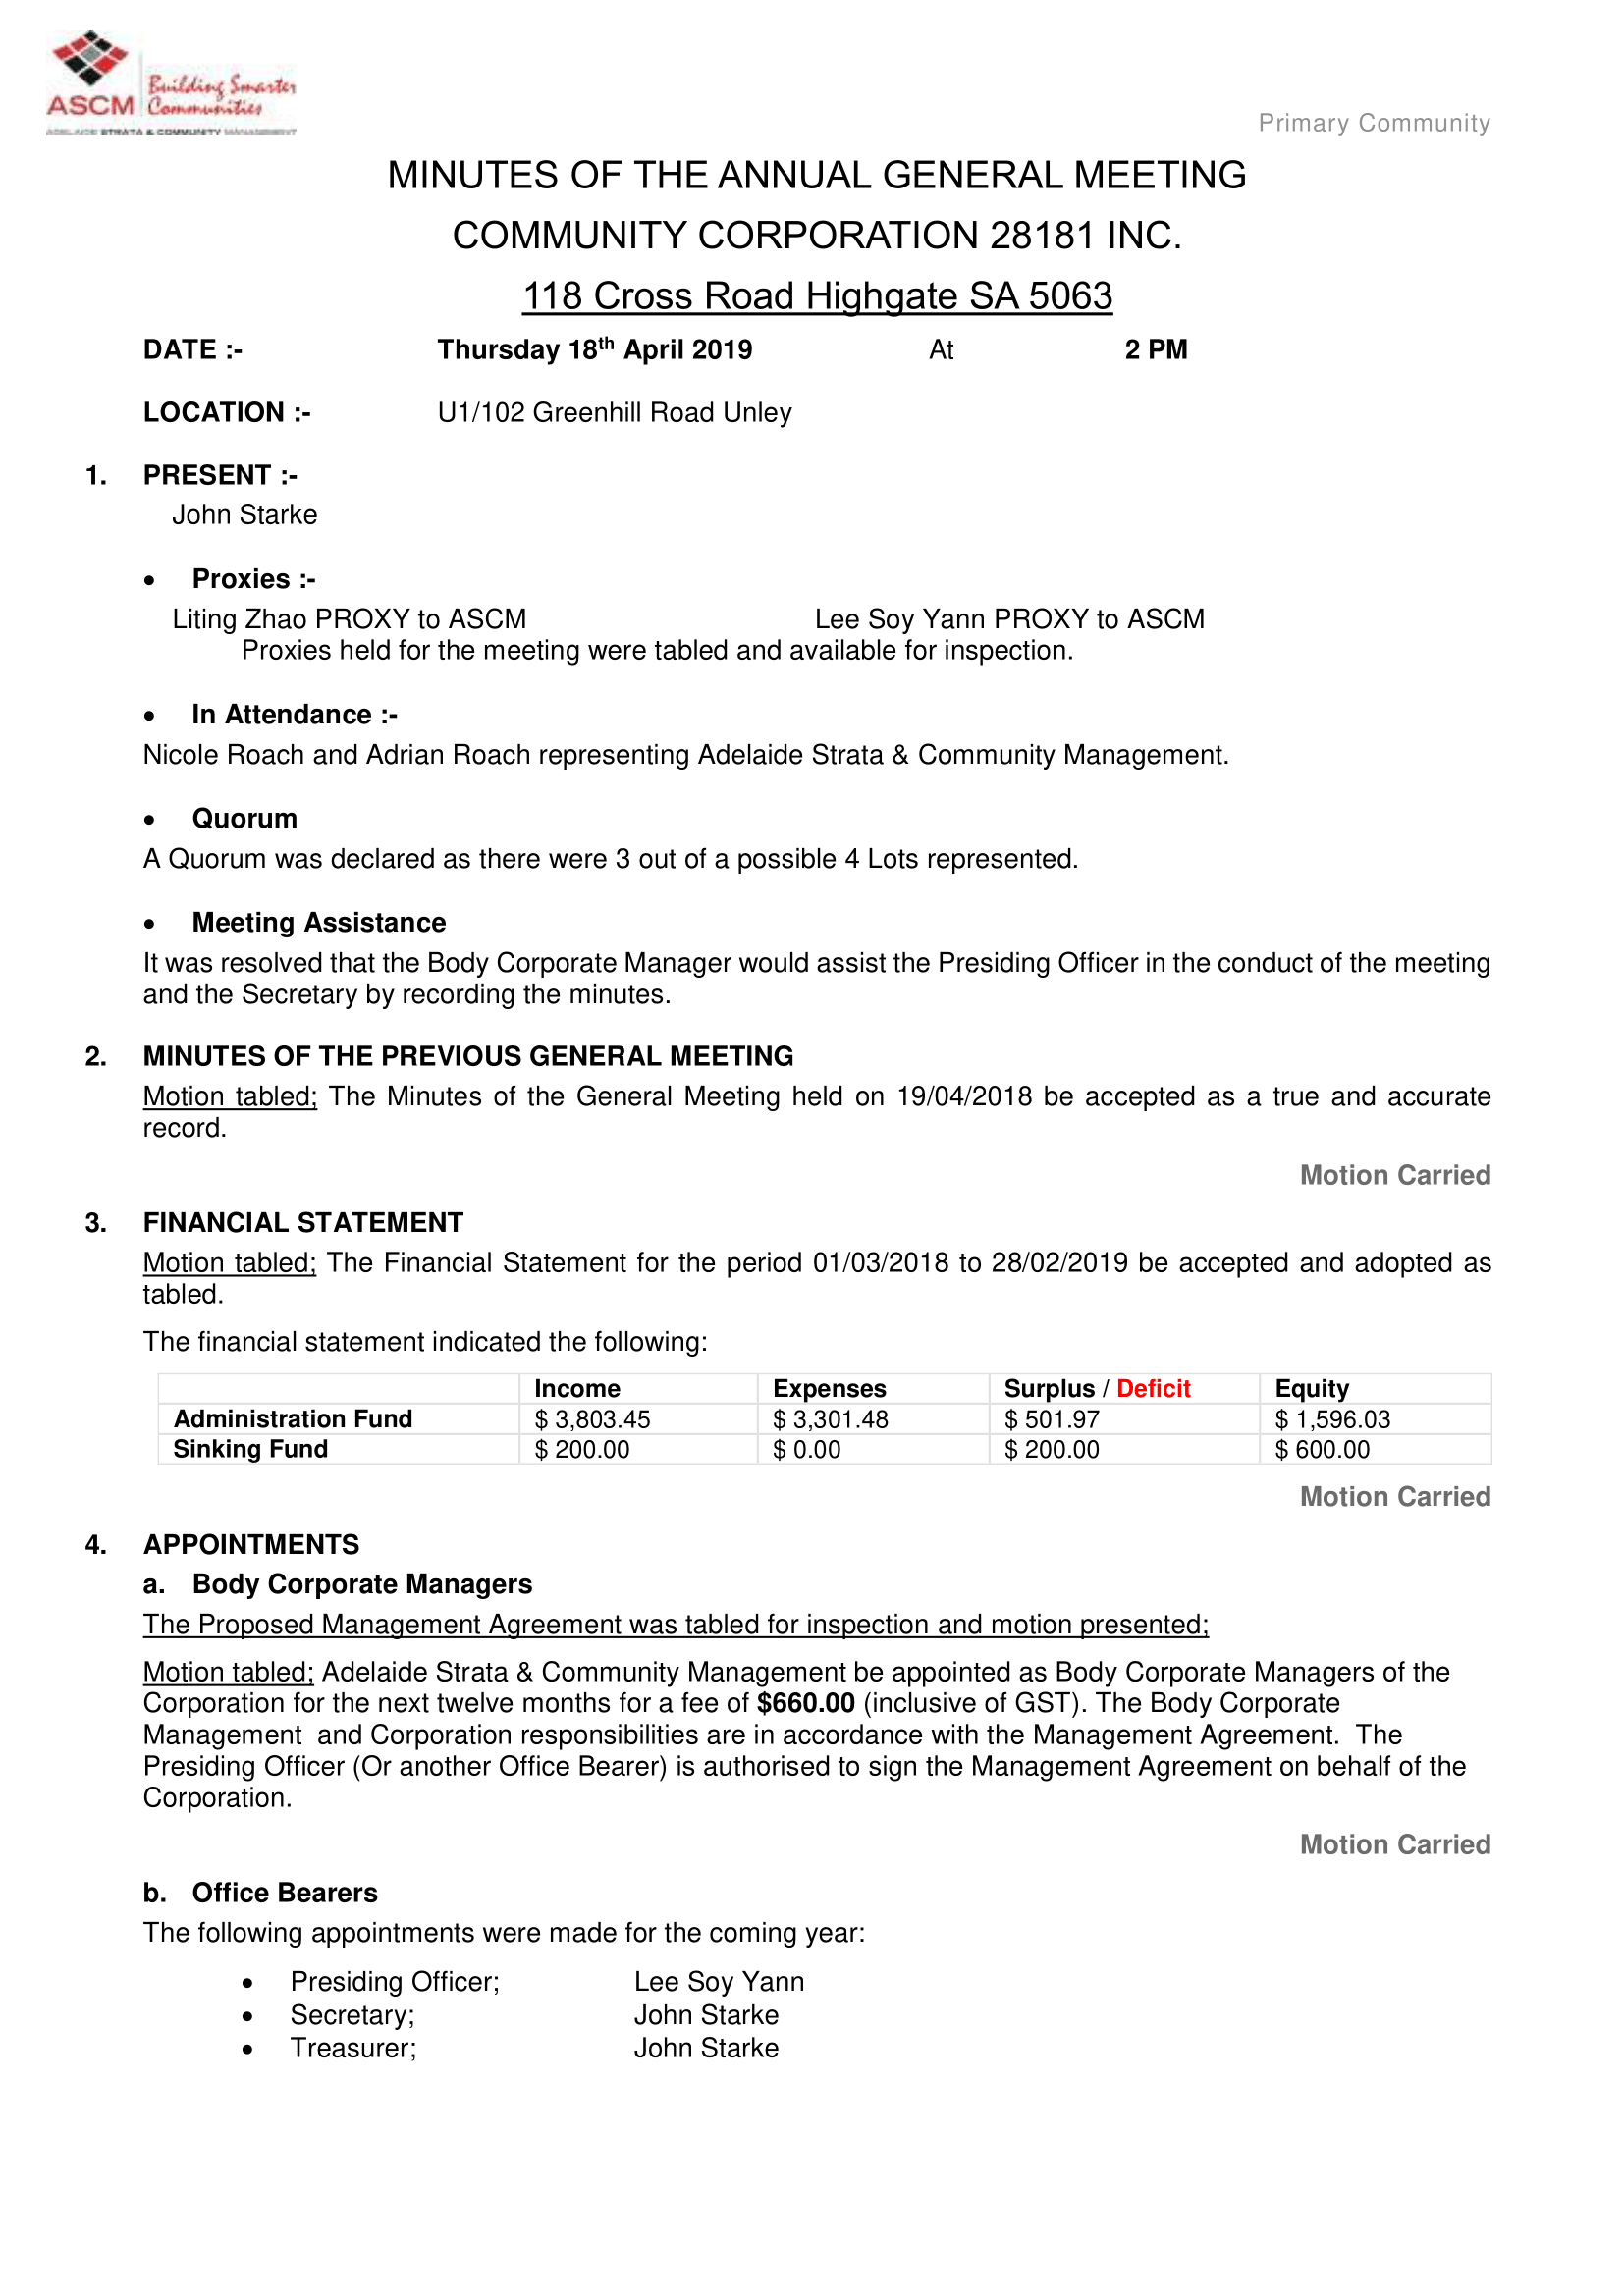 ASCM
Building Smarter
Communities
ADELAIDE STRATA & COMMUNITY MANAGEMENT
Primary Community
MINUTES OF THE ANNUAL GENERAL MEETING
COMMUNITY CORPORATION 28181 INC.
118 Cross Road Highgate SA 5063
DATE :- Thursday 18th April 2019 At 2 PM
LOCATION :- U1/102 Greenhill Road Unley
1. PRESENT :-
John Starke
• Proxies :-
Liting Zhao PROXY to ASCM Lee Soy Yann PROXY to ASCM
Proxies held for the meeting were tabled and available for inspection.
• In Attendance :-
Nicole Roach and Adrian Roach representing Adelaide Strata & Community Management.
• Quorum
A Quorum was declared as there were 3 out of a possible 4 Lots represented.
• Meeting Assistance
It was resolved that the Body Corporate Manager would assist the Presiding Officer in the conduct of the meeting
and the Secretary by recording the minutes.
2. MINUTES OF THE PREVIOUS GENERAL MEETING
Motion tabled; The Minutes of the General Meeting held on 19/04/2018 be accepted as a true and accurate
record.
Motion Carried
3. FINANCIAL STATEMENT
Motion tabled; The Financial Statement for the period 01/03/2018 to 28/02/2019 be accepted and adopted as
tabled.
The financial statement indicated the following:
Income Expenses Surplus / Deficit Equity
Administration Fund $ 3,803.45 $ 3,301.48 $ 501.97 $ 1,596.03
Sinking Fund $ 200.00 $ 0.00 $ 200.00 $ 600.00
Motion Carried
4. APPOINTMENTS
a. Body Corporate Managers
The Proposed Management Agreement was tabled for inspection and motion presented;
Motion tabled; Adelaide Strata & Community Management be appointed as Body Corporate Managers of the
Corporation for the next twelve months for a fee of $660.00 (inclusive of GST). The Body Corporate
Management and Corporation responsibilities are in accordance with the Management Agreement. The
Presiding Officer (Or another Office Bearer) is authorised to sign the Management Agreement on behalf of the
Corporation.
Motion Carried
b. Office Bearers
The following appointments were made for the coming year:
• Presiding Officer; Lee Soy Yann
• Secretary; John Starke
• Treasurer; John Starke